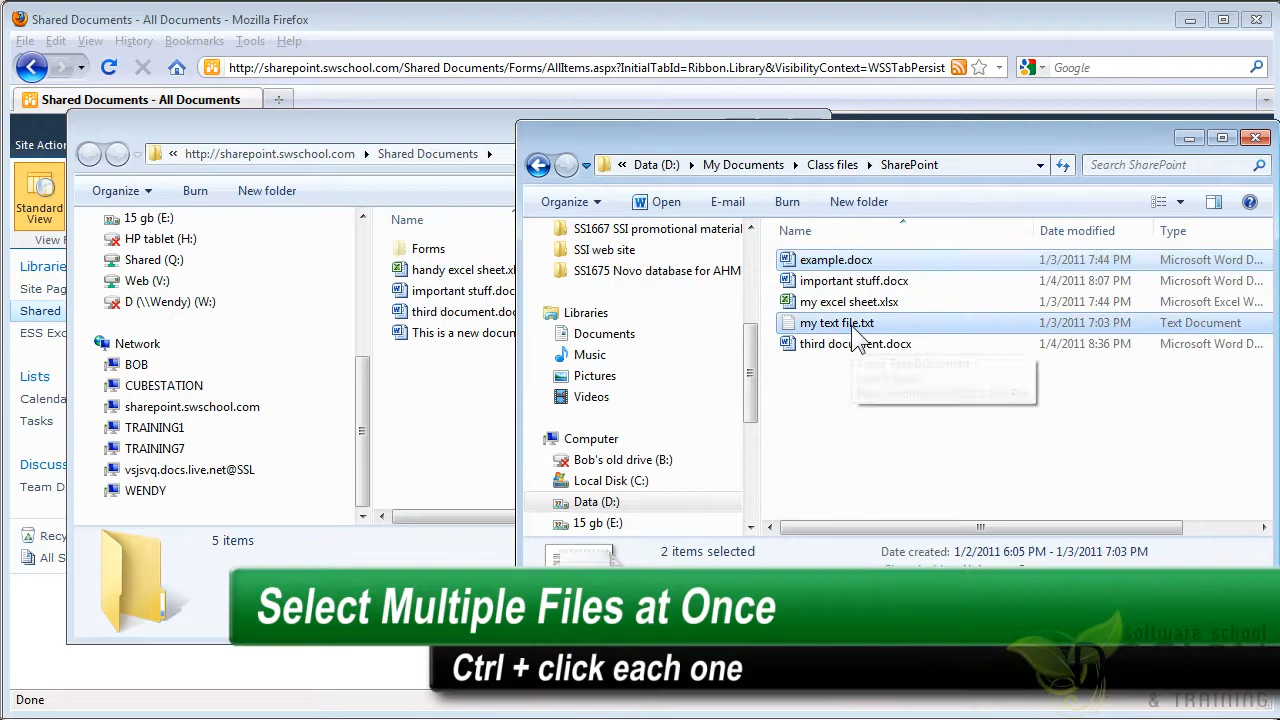 Shared Documents - All Documents - Mozilla Firefox
File Edit View History Bookmarks Tools Help
http://sharepoint.swschool.com/Shared Documents/Forms/AllItems.aspx?InitialTabId=Ribbon.Library&VisibilityContext=WSSTabPersist
Google
Shared Documents - All Documents
Site Actio
Standard
View
View F
Libraries
Site Pag
Shared
ESS Exc
Lists
Calenda
Tasks
Discus
Team D
Recy
All S
http://sharepoint.swschool.com Shared Documents
Organize Burn New folder
15 gb (E:)
HP tablet (H:)
Shared (Q:)
Web (V:)
D (\\Wendy) (W:)
Network
BOB
CUBESTATION
sharepoint.swschool.com
TRAINING1
TRAINING7
vsjsvq.docs.live.net@SSL
WENDY
Name
Forms
handy excel sheet.xl
important stuff.docx
third document.doc
This is a new docum
5 items
Data (D:) My Documents Class files SharePoint
Search SharePoint
Organize Open E-mail Burn New folder
SS1667 SSI promotional material
SSI web site
SS1675 Novo database for AHM
Libraries
Documents
Music
Pictures
Videos
Computer
Bob's old drive (B:)
Local Disk (C:)
Data (D:)
15 gb (E:)
Name Date modified Type
example.docx 1/3/2011 7:44 PM Microsoft Word D...
important stuff.docx 1/4/2011 8:07 PM Microsoft Word D...
my excel sheet.xlsx 1/3/2011 7:44 PM Microsoft Excel W...
my text file.txt 1/3/2011 7:03 PM Text Document
third document.docx 1/4/2011 8:36 PM Microsoft Word D...
2 items selected
Date created: 1/2/2011 6:05 PM - 1/3/2011 7:03 PM
Select Multiple Files at Once
Ctrl + click each one
software school
& TRAINING
Done